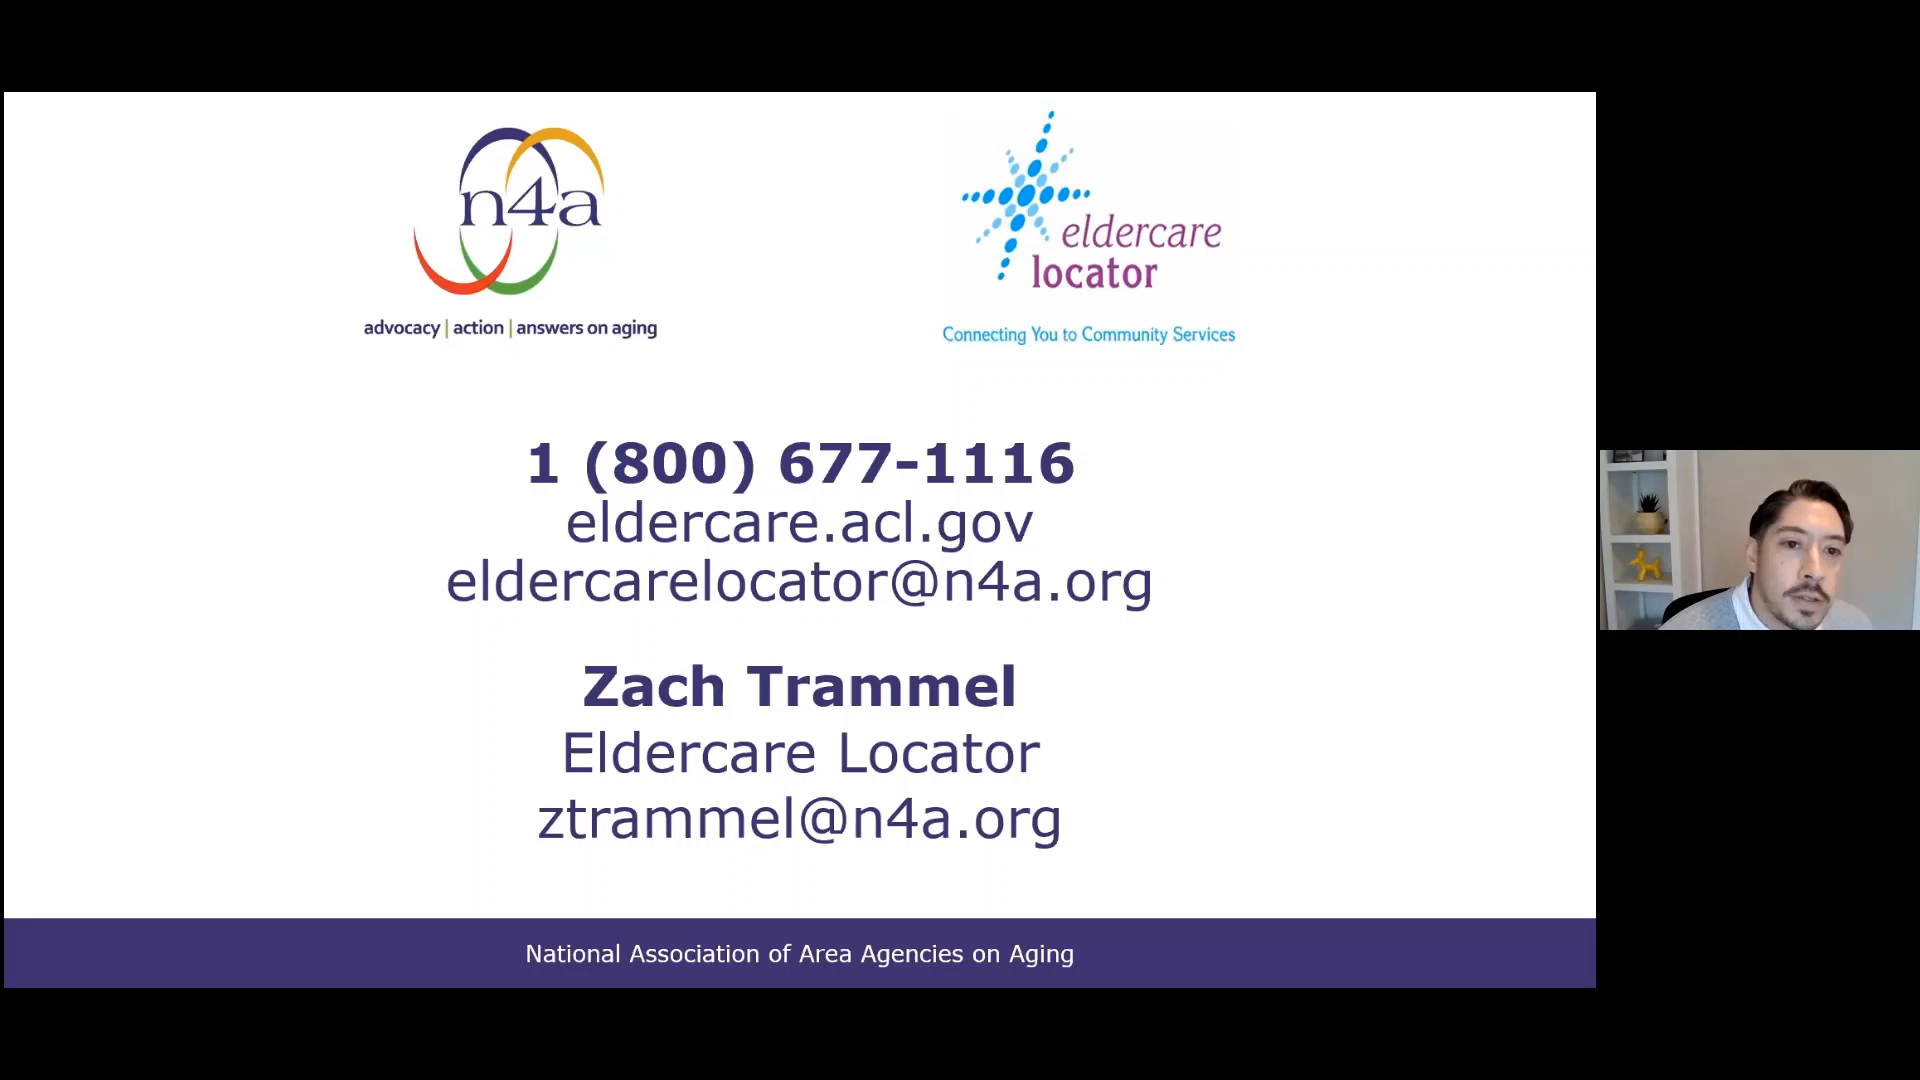 n4a
advocacy | action | answers on aging
eldercare
locator
Connecting You to Community Services
1 (800) 677-1116
eldercare.acl.gov
eldercarelocator@n4a.org
Zach Trammel
Eldercare Locator
ztrammel@n4a.org
National Association of Area Agencies on Aging